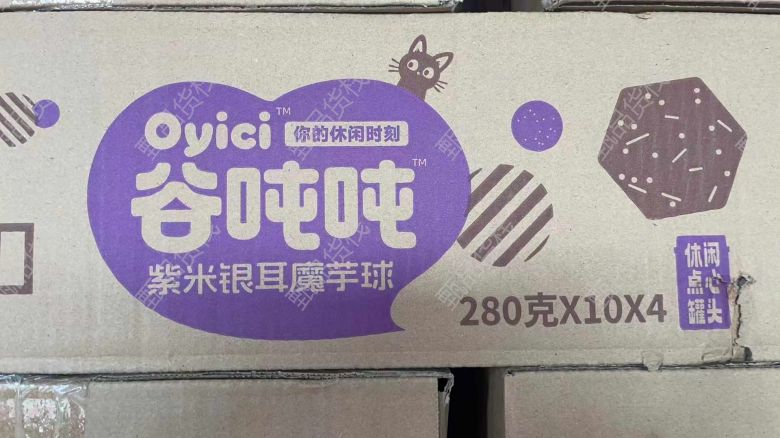 Oyici™ 你的休闲时刻
谷吨吨™
紫米银耳魔芋球
280克X10X4
休闲
点心
罐头